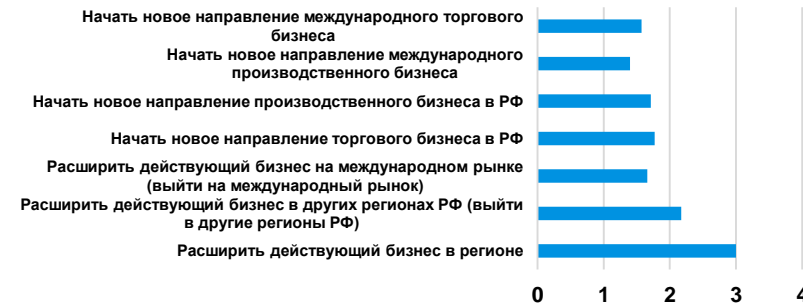 Начать новое направление международного торгового
бизнеса
Начать новое направление международного
производственного бизнеса
Начать новое направление производственного бизнеса в РФ
Начать новое направление торгового бизнеса в РФ
Расширить действующий бизнес на международном рынке
(выйти на международный рынок)
Расширить действующий бизнес в других регионах РФ (выйти
в другие регионы РФ)
Расширить действующий бизнес в регионе
0 1 2 3 4